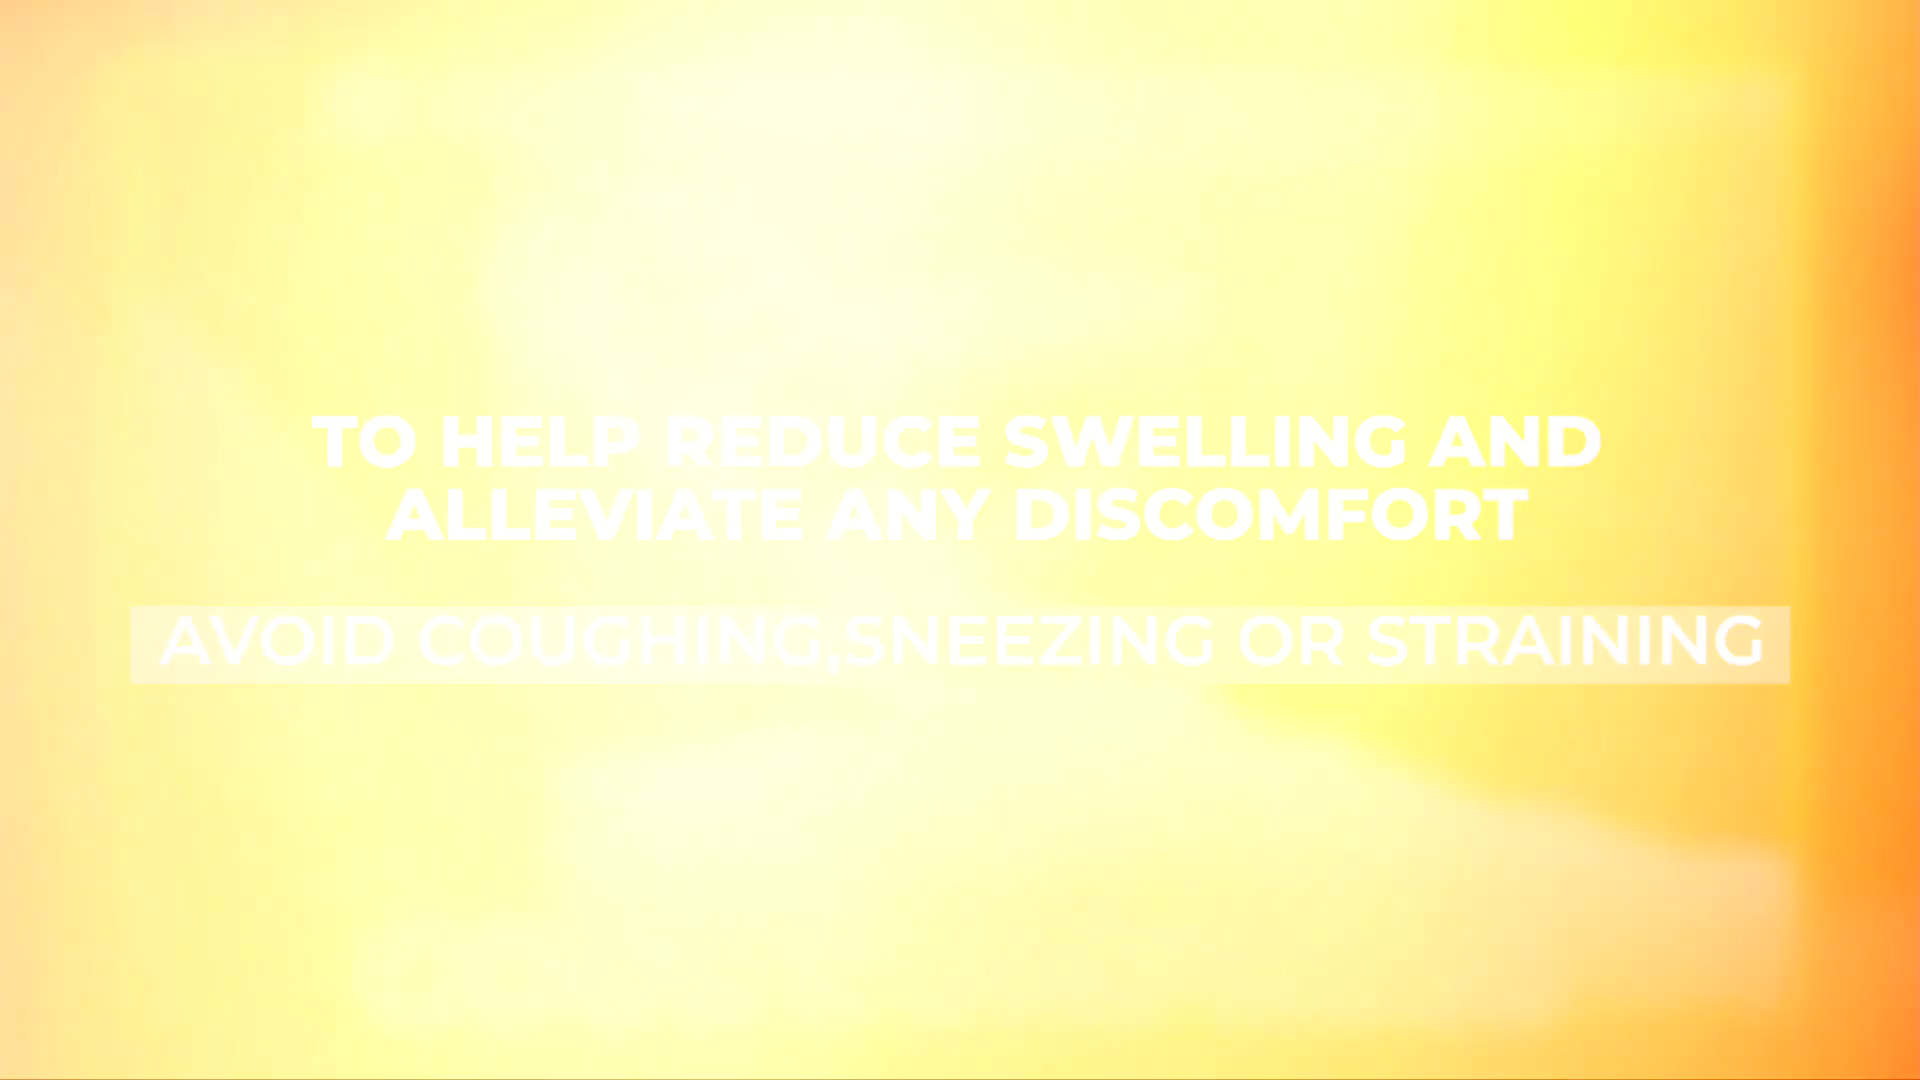 TO HELP REDUCE SWELLING AND
ALLEVIATE ANY DISCOMFORT
AVOID COUGHING,SNEEZING OR STRAINING